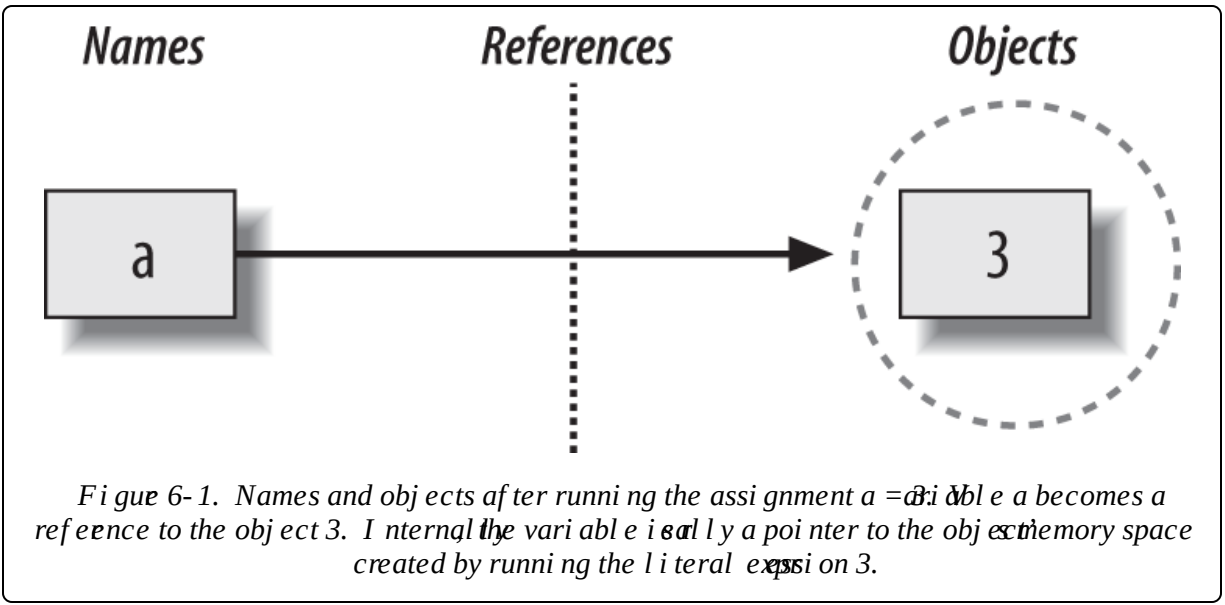 Names References Objects
a 3
Figure 6-1. Names and objects after running the assignment a = 3. Variable a becomes a
reference to the object 3. Internally, the variable is really a pointer to the object’s memory space
created by running the literal expression 3.